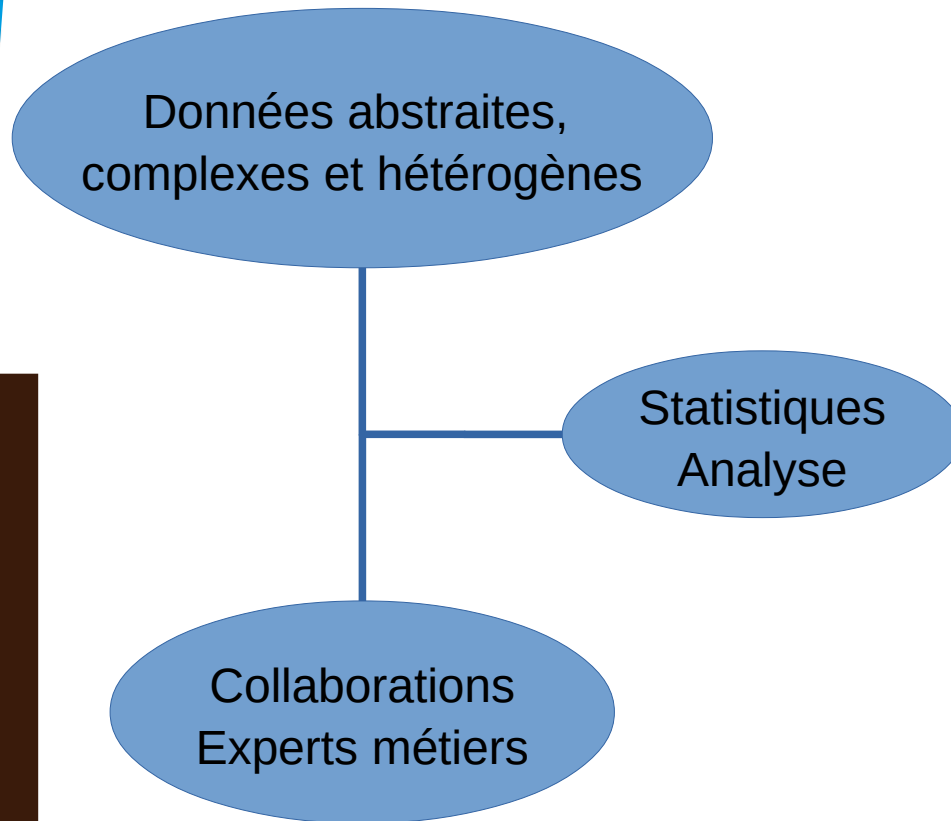 Données abstraites,
complexes et hétérogènes
Statistiques
Analyse
Collaborations
Experts métiers